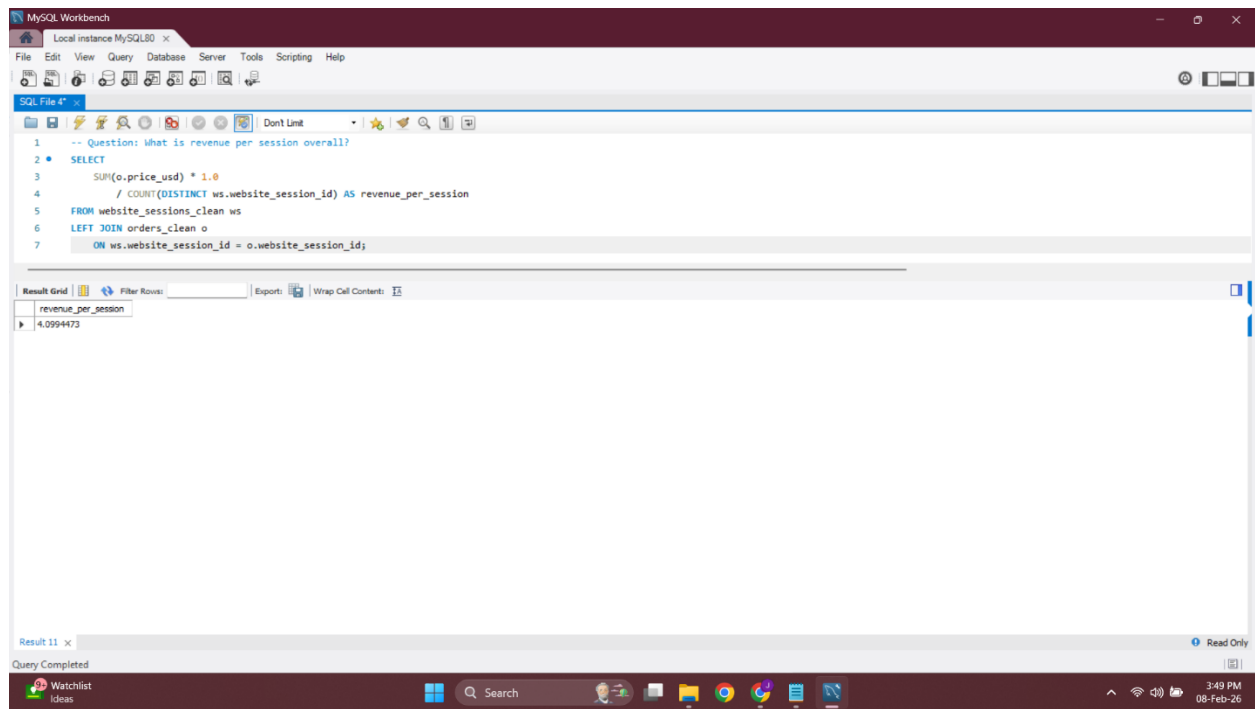 MySQL Workbench
Local instance MySQL80
File Edit View Query Database Server Tools Scripting Help
SQL File 4*
Don't Limit
1 -- Question: What is revenue per session overall?
2 SELECT
3 SUM(o.price_usd) * 1.0
4 / COUNT(DISTINCT ws.website_session_id) AS revenue_per_session
5 FROM website_sessions_clean ws
6 LEFT JOIN orders_clean o
7 ON ws.website_session_id = o.website_session_id;
Result Grid Filter Rows: Export: Wrap Cell Content:
revenue_per_session
4.0994473
Result 11 Read Only
Query Completed
9+ Watchlist
Ideas
Search
3:49 PM
08-Feb-26